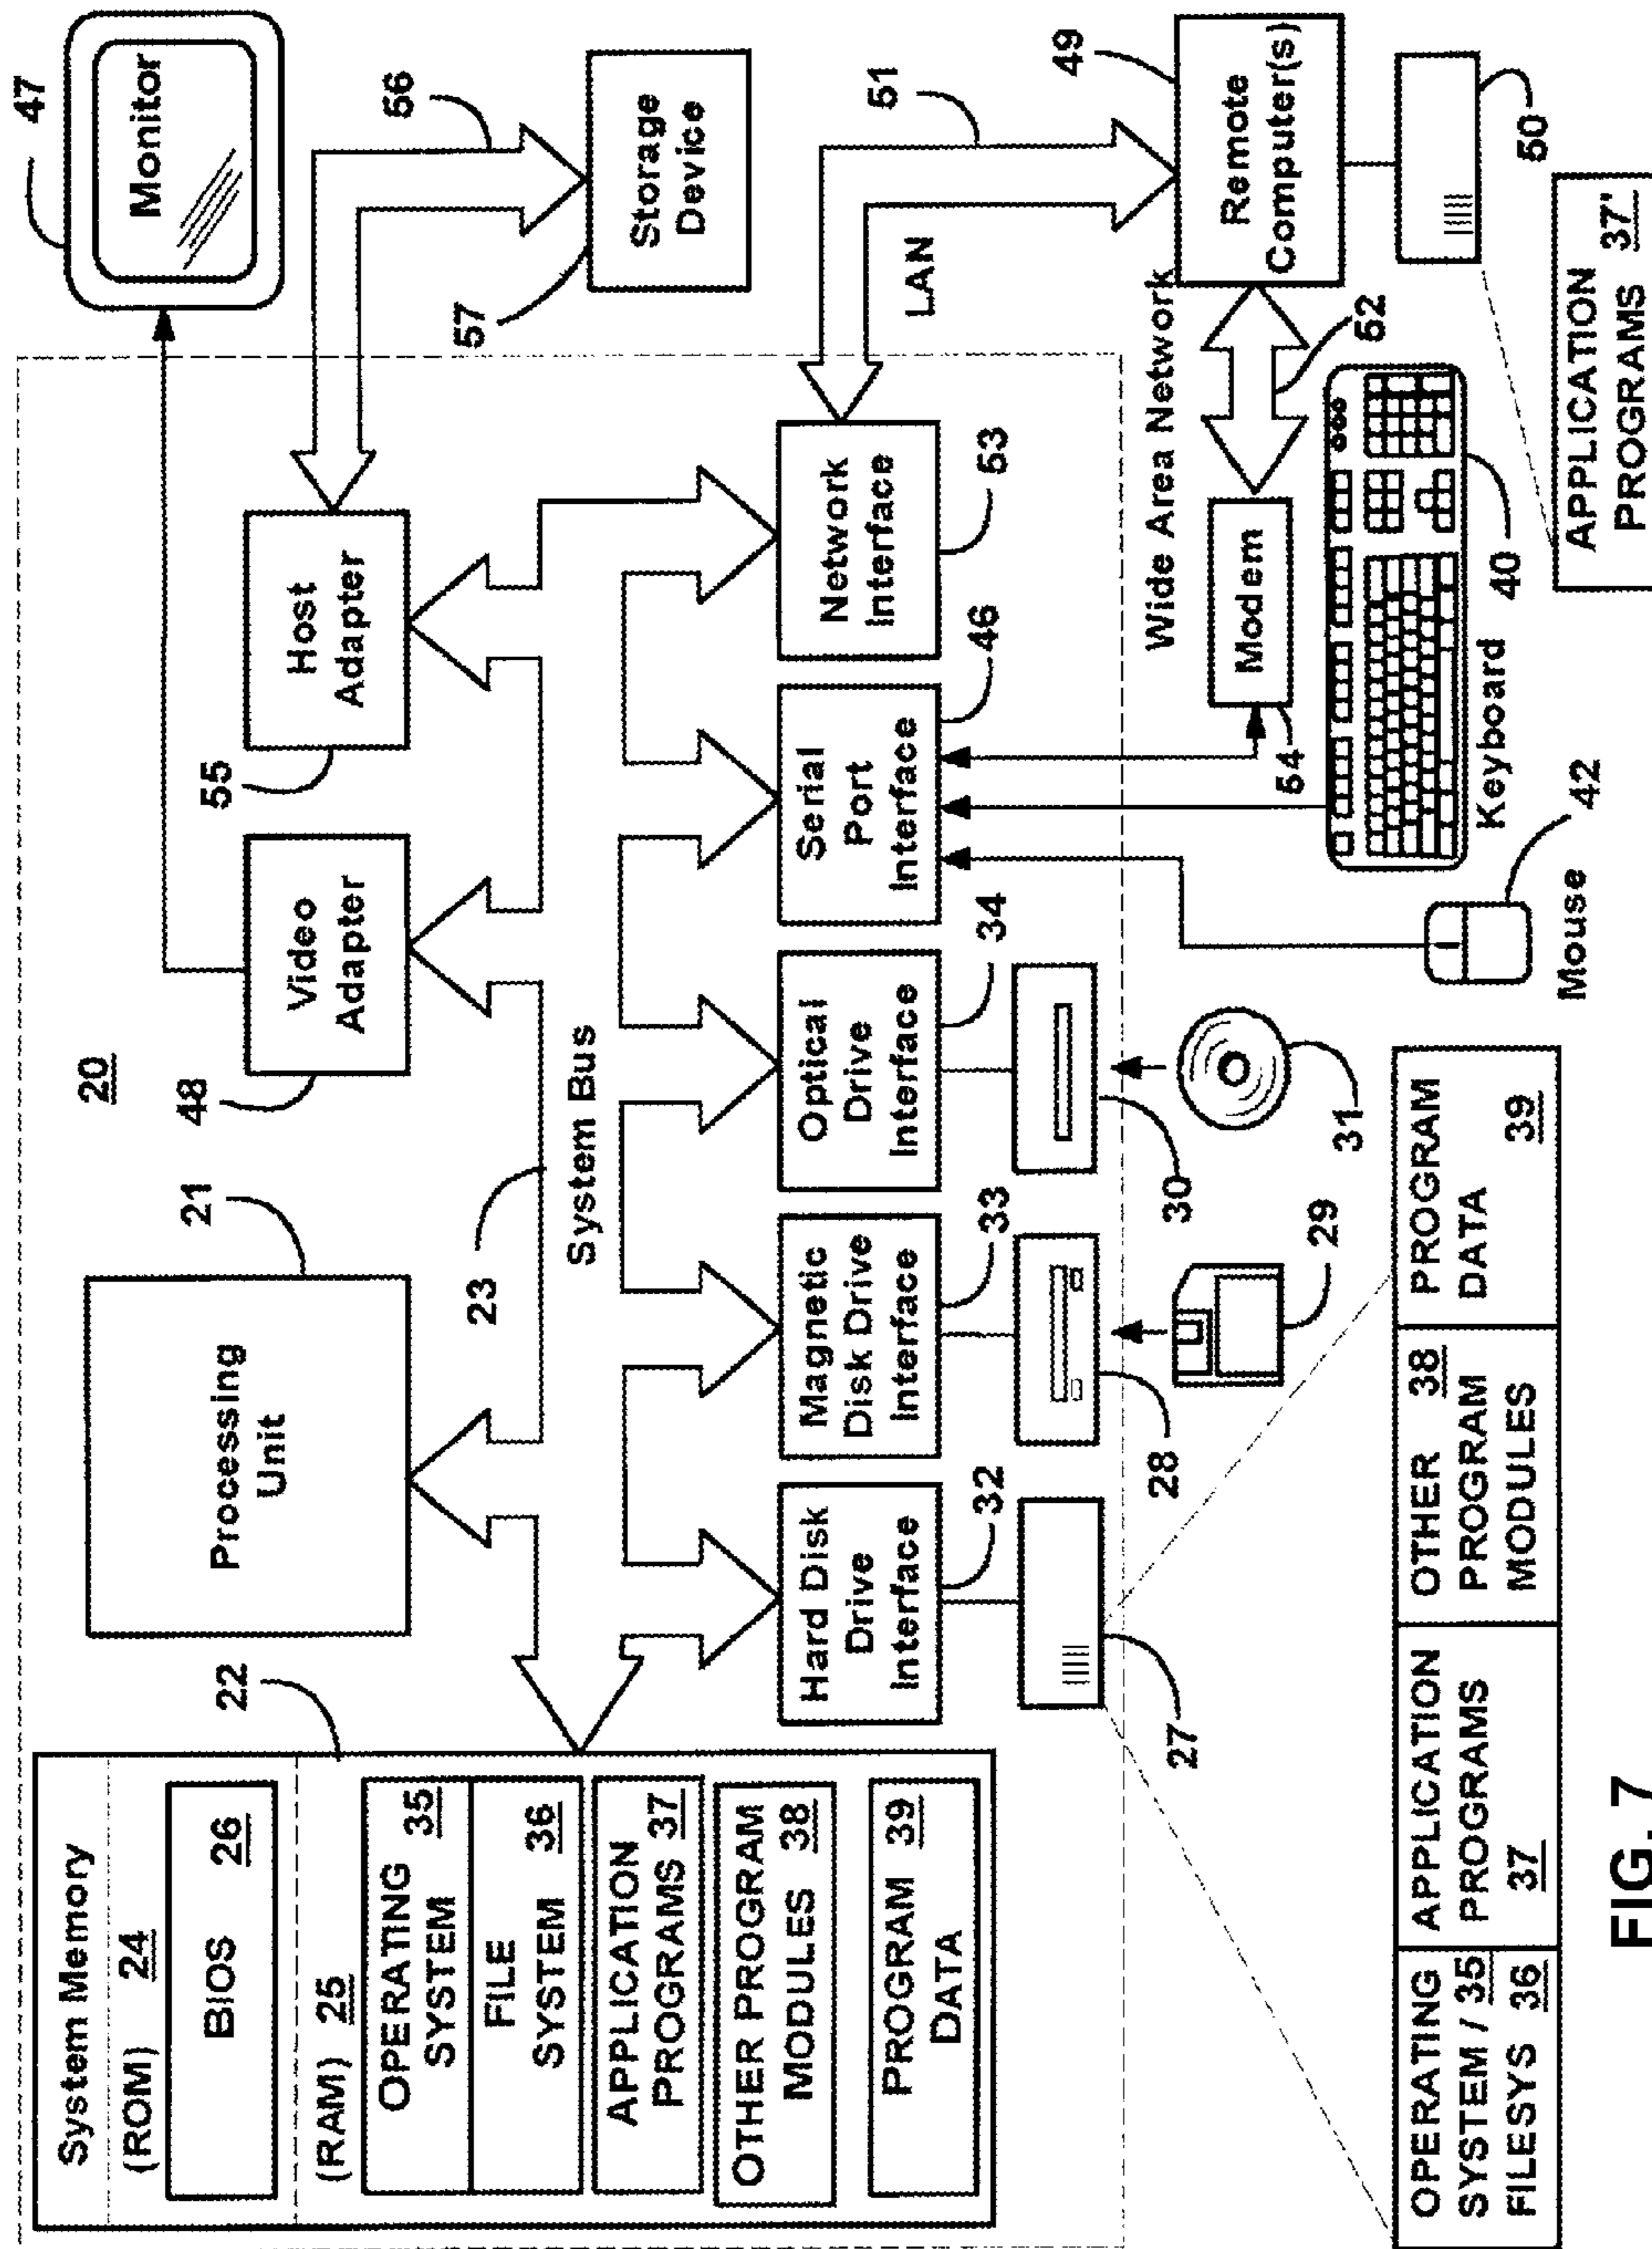 System Memory
(ROM) 24
BIOS 26
(RAM) 25
OPERATING
SYSTEM 35
FILE
SYSTEM 36
APPLICATION
PROGRAMS 37
OTHER PROGRAM
MODULES 38
PROGRAM 39
DATA
22
Processing
Unit
21
20
Video
Adapter
48
Host
Adapter
55
47
Monitor
56
57
Storage
Device
23
System Bus
Hard Disk
Drive
Interface
32
Magnetic
Disk Drive
Interface
33
Optical
Drive
Interface
34
Serial
Port
Interface
46
Network
Interface
53
LAN
51
27
28
29
30
31
Wide Area Network
52
Modem
54
49
Remote
Computer(s)
50
Keyboard
40
Mouse
42
OPERATING
SYSTEM / 35
FILESYS 36
APPLICATION
PROGRAMS
37
OTHER 38
PROGRAM
MODULES
PROGRAM
DATA
39
APPLICATION
PROGRAMS 37'
FIG. 7